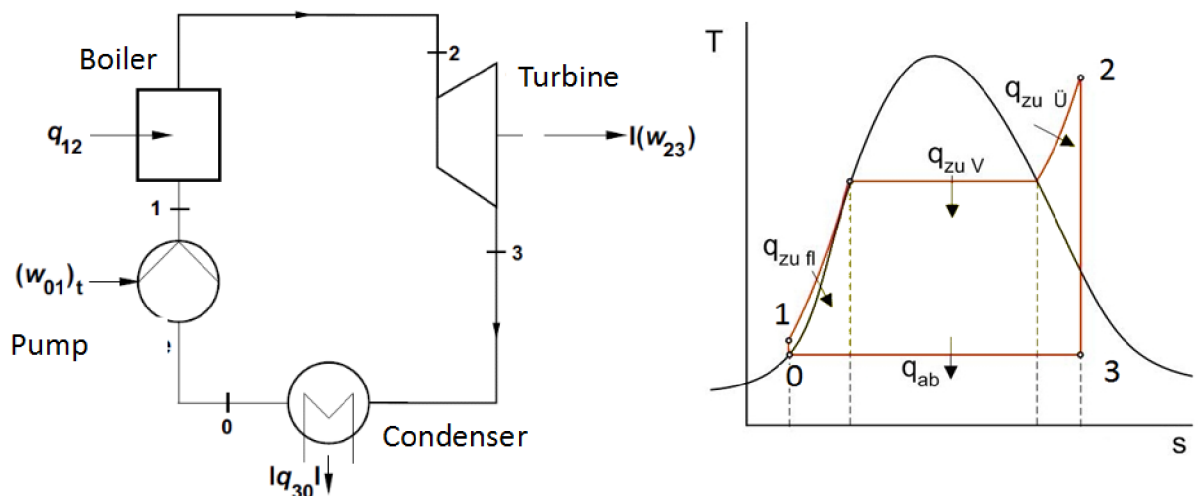 Boiler
2
Turbine
q12
I(w23)
1
3
(w01)t
Pump
e
0
Condenser
Iq30I
T
2
qzu Ü
qzu V
qzu fl
1
0
qab
3
s